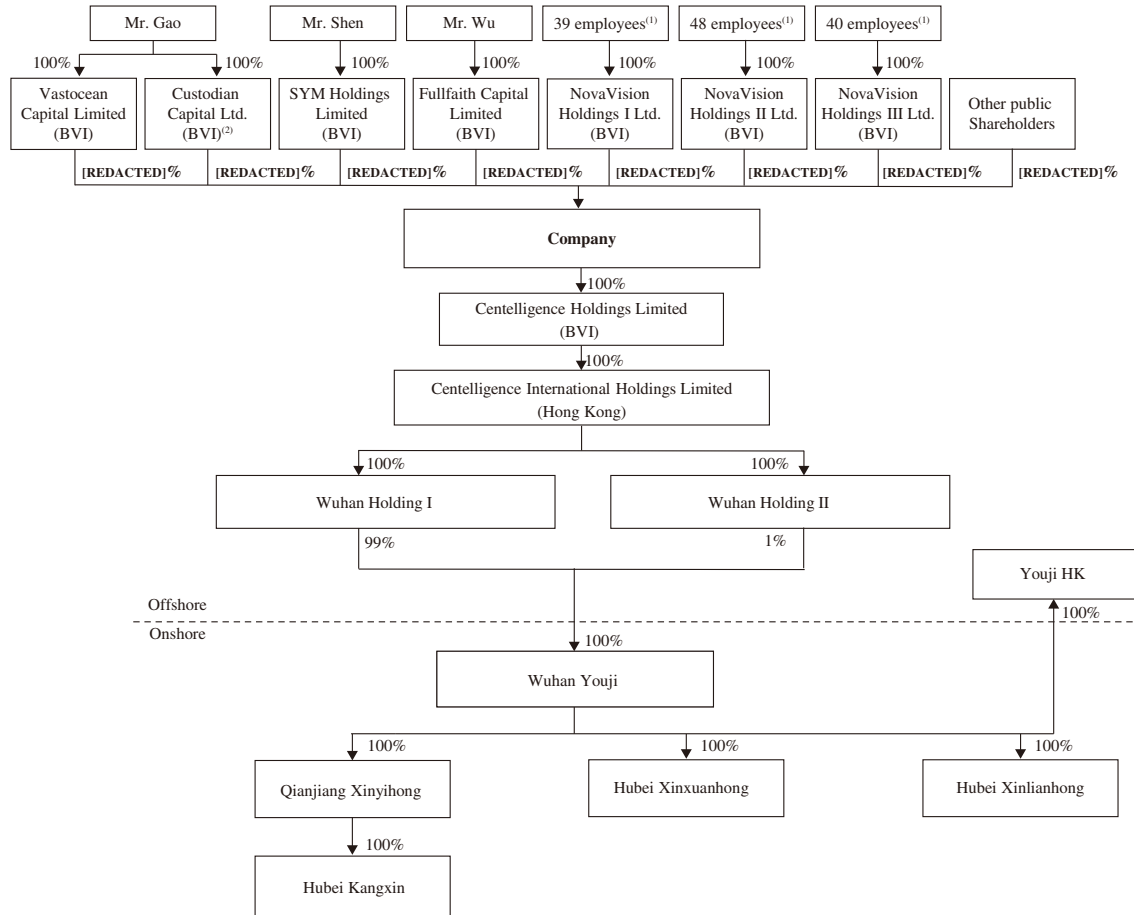 Mr. Gao
Mr. Shen
Mr. Wu
39 employees(1)
48 employees(1)
40 employees(1)
100%
100%
100%
100%
100%
100%
100%
Vastocean
Capital Limited
(BVI)
Custodian
Capital Ltd.
(BVI)(2)
SYM Holdings
Limited
(BVI)
Fullfaith Capital
Limited
(BVI)
NovaVision
Holdings I Ltd.
(BVI)
NovaVision
Holdings II Ltd.
(BVI)
NovaVision
Holdings III Ltd.
(BVI)
Other public
Shareholders
[REDACTED]%
[REDACTED]%
[REDACTED]%
[REDACTED]%
[REDACTED]%
[REDACTED]%
[REDACTED]%
[REDACTED]%
Company
100%
Centelligence Holdings Limited
(BVI)
100%
Centelligence International Holdings Limited
(Hong Kong)
100%
100%
Wuhan Holding I
Wuhan Holding II
99%
1%
Youji HK
Offshore
100%
Onshore
100%
Wuhan Youji
100%
100%
100%
Qianjiang Xinyihong
Hubei Xinxuanhong
Hubei Xinlianhong
100%
Hubei Kangxin